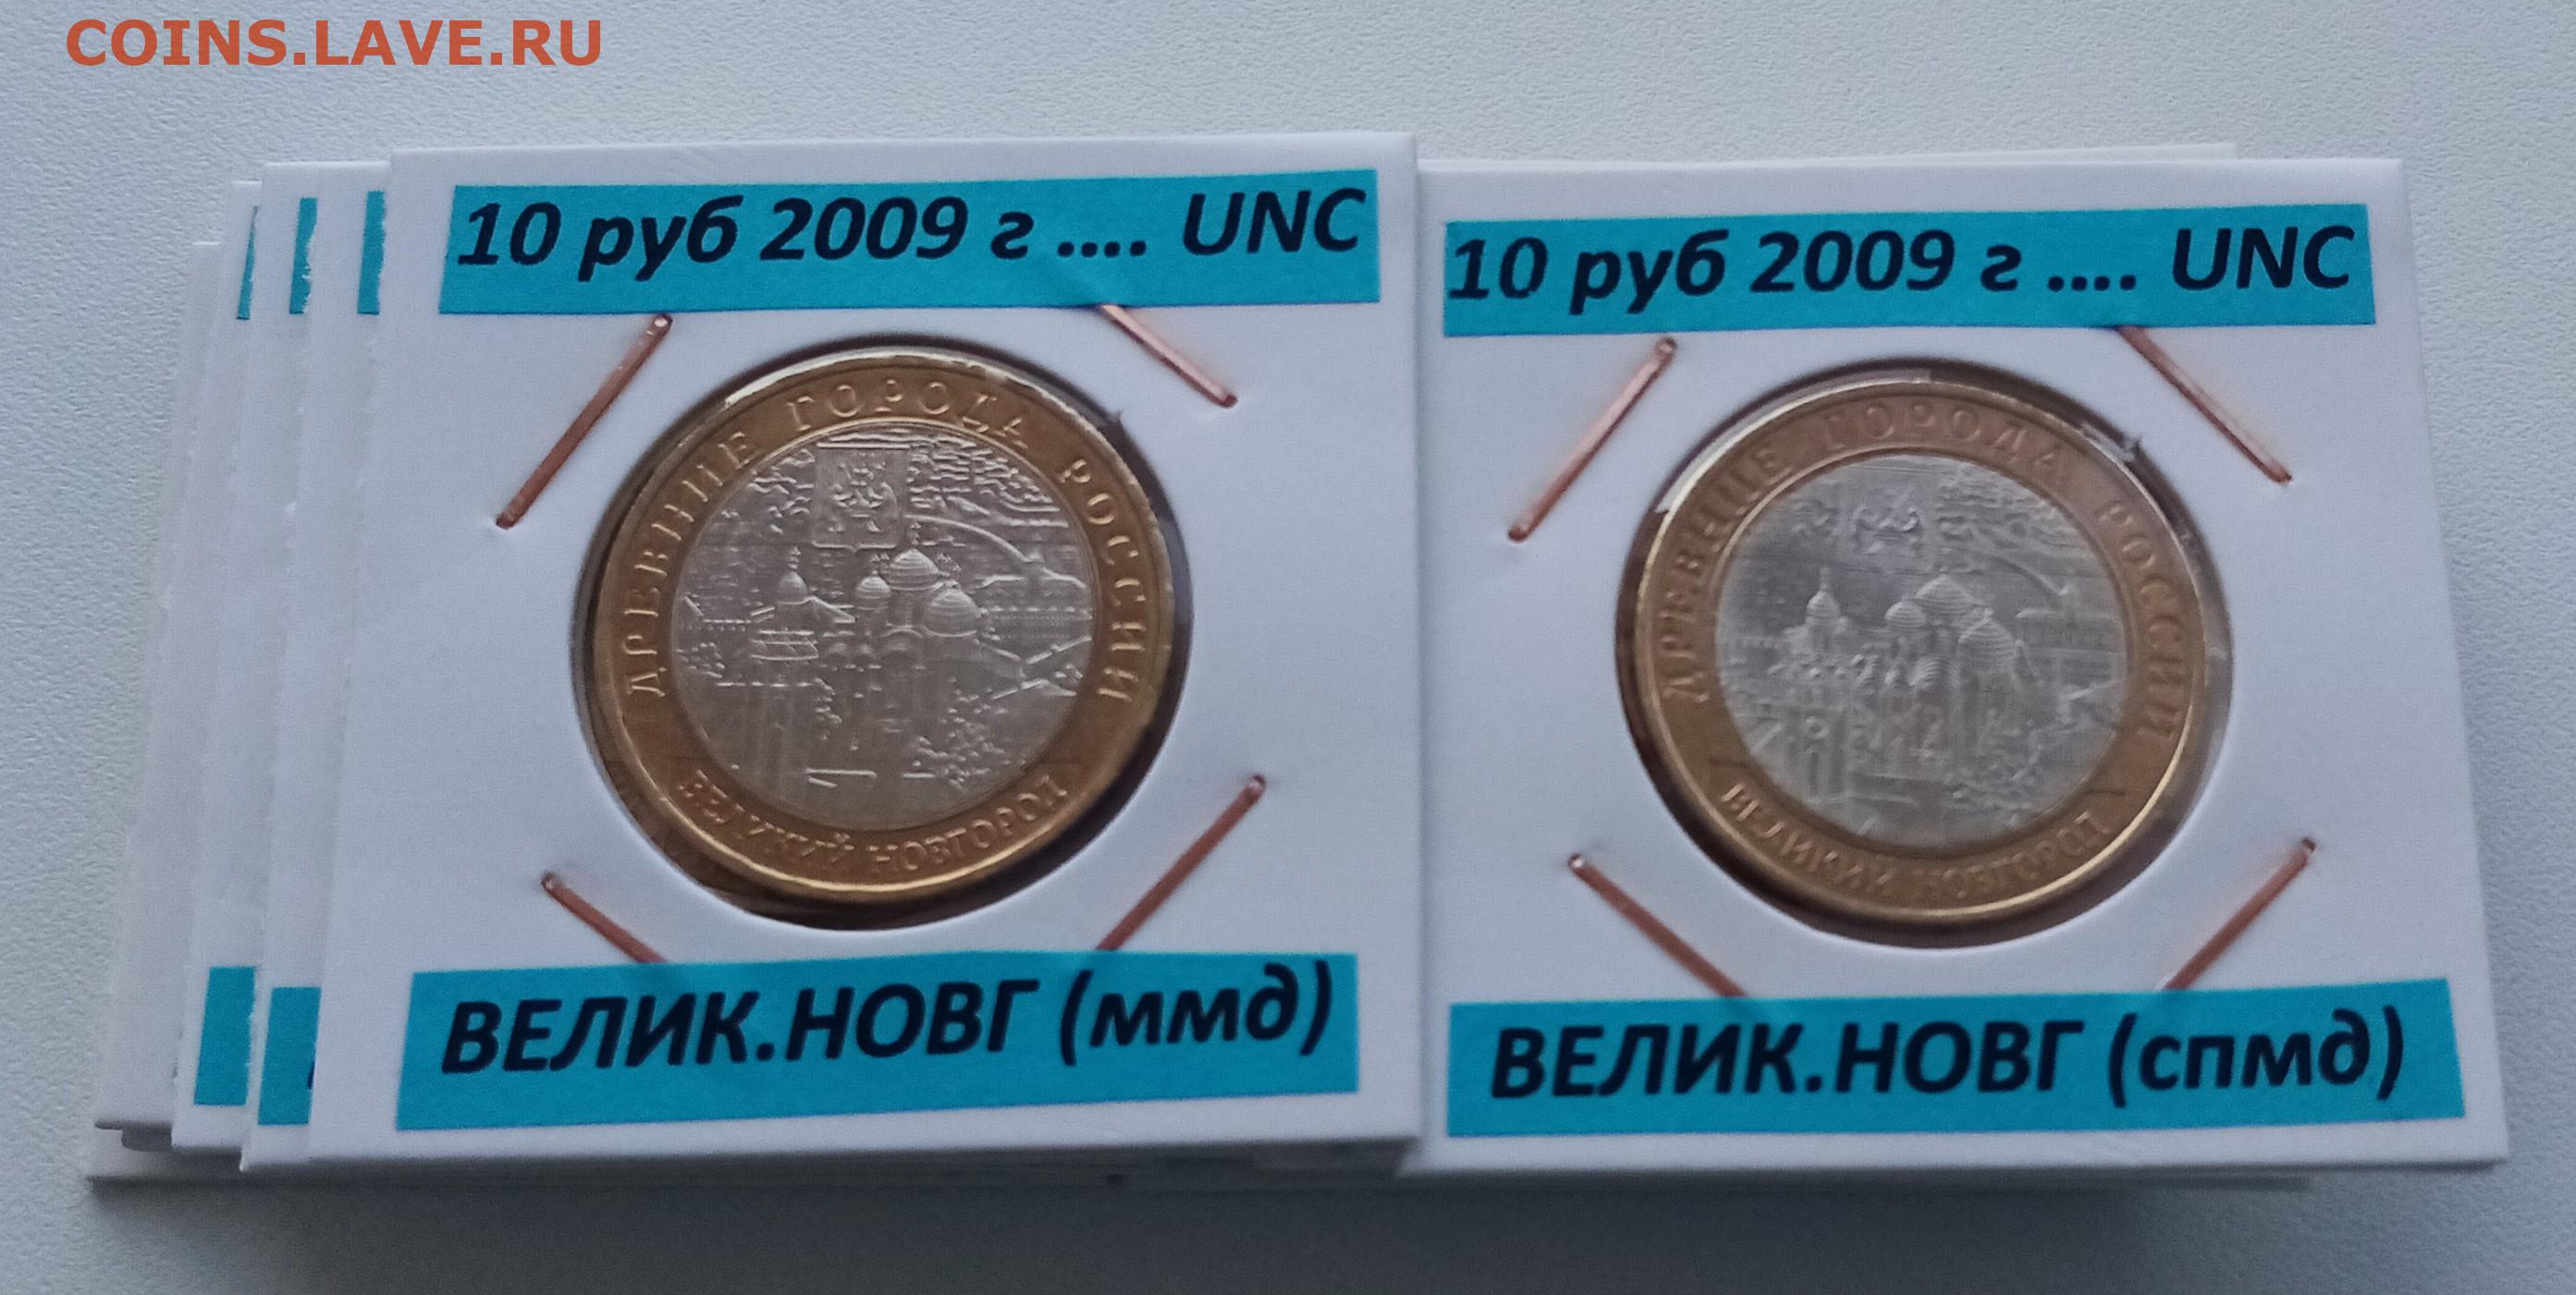 COINS.LAVE.RU
10 руб 2009 г .... UNC
ДРЕВНИЕ ГОРОДА РОССИИ
ВЕЛИКИЙ НОВГОРОД
ВЕЛИК.НОВГ (ммд)
10 руб 2009 г .... UNC
ДРЕВНИЕ ГОРОДА РОССИИ
ВЕЛИКИЙ НОВГОРОД
ВЕЛИК.НОВГ (спмд)